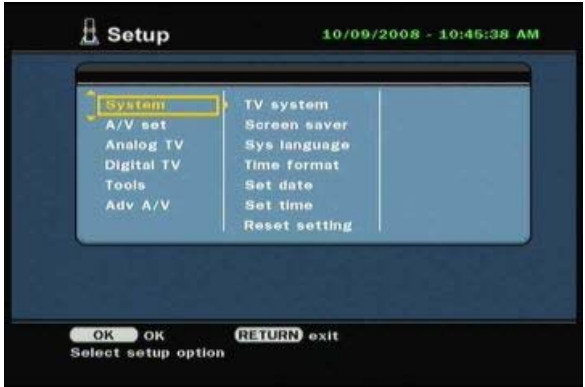 Setup
10/09/2008 - 10:45:38 AM
System
A/V set
Analog TV
Digital TV
Tools
Adv A/V
TV system
Screen saver
Sys language
Time format
Set date
Set time
Reset setting
OK OK
RETURN exit
Select setup option